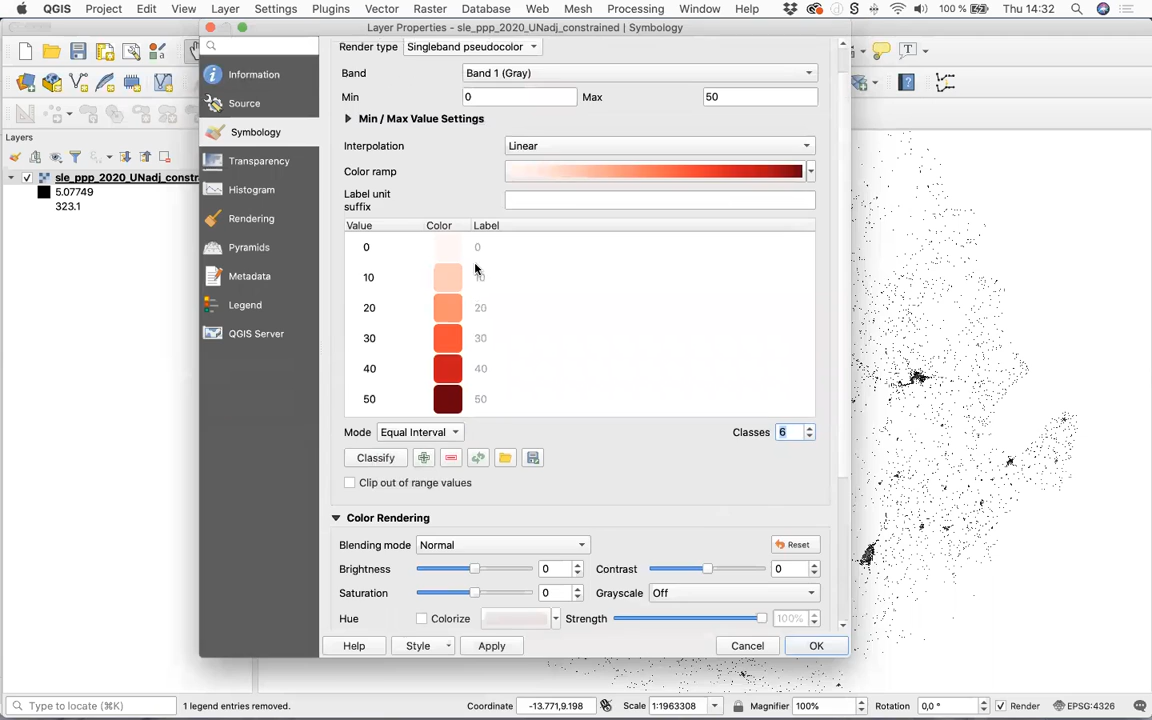 QGIS Project Edit View Layer Settings Plugins Vector Raster Database Web Mesh Processing Window Help 100 % Thu 14:32
Layer Properties - sle_ppp_2020_UNadj_constrained | Symbology
Layers
sle_ppp_2020_UNadj_constra
5.07749
323.1
Information
Source
Symbology
Transparency
Histogram
Rendering
Pyramids
Metadata
Legend
QGIS Server
Render type Singleband pseudocolor
Band Band 1 (Gray)
Min 0 Max 50
Min / Max Value Settings
Interpolation Linear
Color ramp
Label unit
suffix
Value Color Label
0 0
10 10
20 20
30 30
40 40
50 50
Mode Equal Interval Classes 6
Classify
Clip out of range values
Color Rendering
Blending mode Normal Reset
Brightness 0 Contrast 0
Saturation 0 Grayscale Off
Hue Colorize Strength 100%
Help Style Apply Cancel OK
Type to locate (⌘K) 1 legend entries removed. Coordinate -13.771,9.198 Scale 1:1963308 Magnifier 100% Rotation 0,0 ° Render EPSG:4326